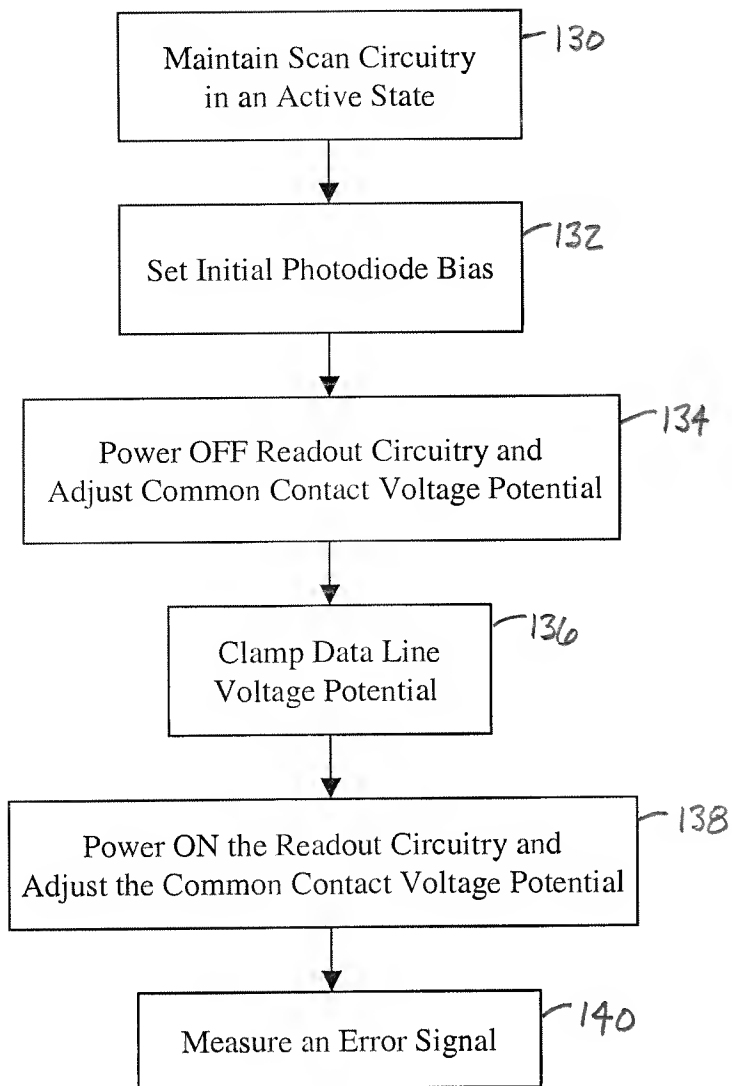 130
Maintain Scan Circuitry
in an Active State
132
Set Initial Photodiode Bias
134
Power OFF Readout Circuitry and
Adjust Common Contact Voltage Potential
136
Clamp Data Line
Voltage Potential
138
Power ON the Readout Circuitry and
Adjust the Common Contact Voltage Potential
140
Measure an Error Signal